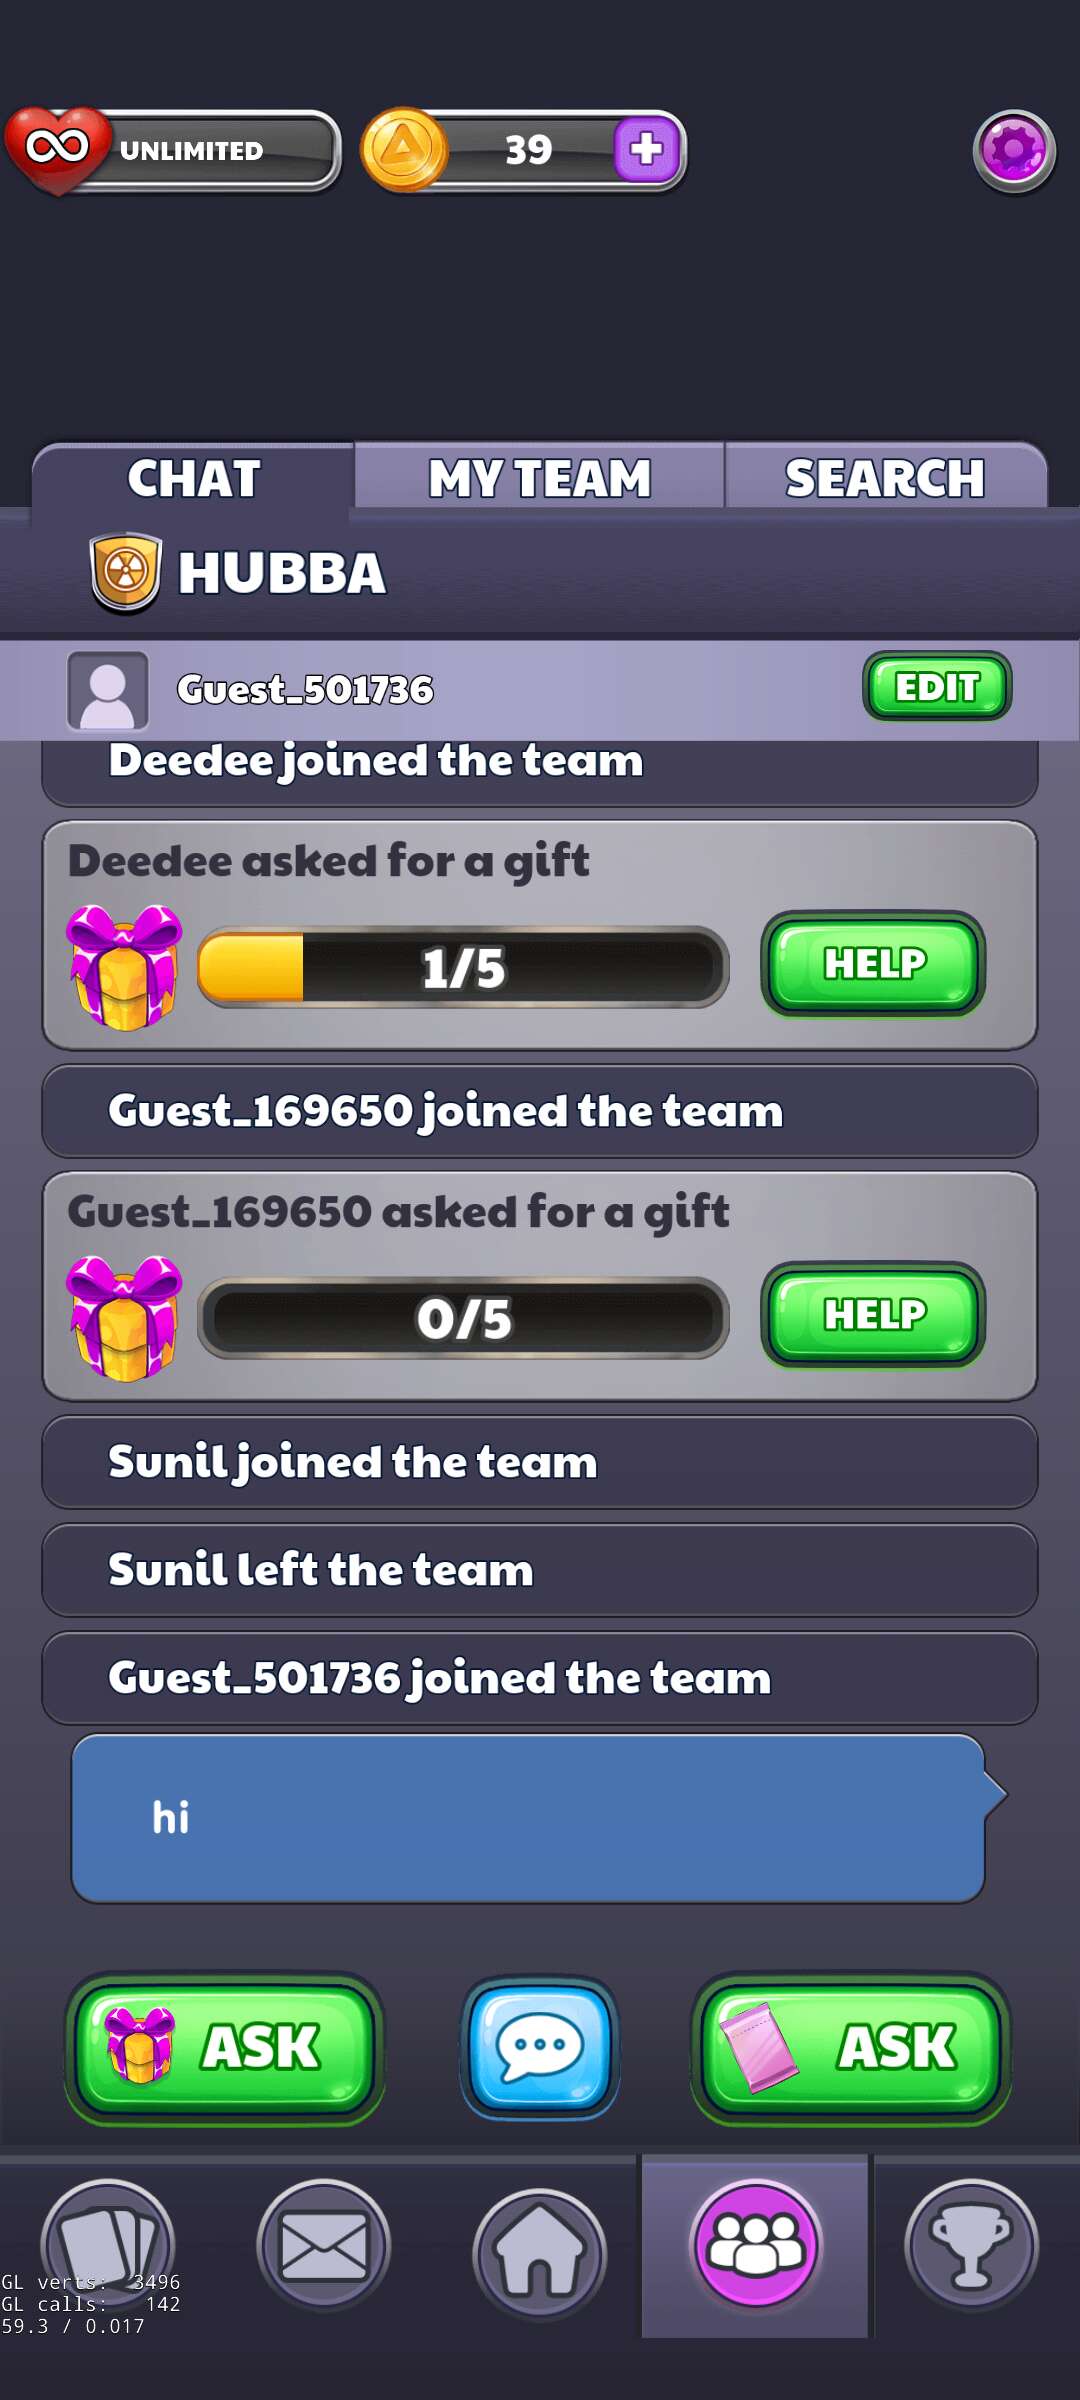 UNLIMITED
39
CHAT
MY TEAM
SEARCH
HUBBA
Guest_501736
EDIT
Deedee joined the team
Deedee asked for a gift
1/5
HELP
Guest_169650 joined the team
Guest_169650 asked for a gift
0/5
HELP
Sunil joined the team
Sunil left the team
Guest_501736 joined the team
hi
ASK
ASK
GL verts: 3496
GL calls: 142
59.3 / 0.017